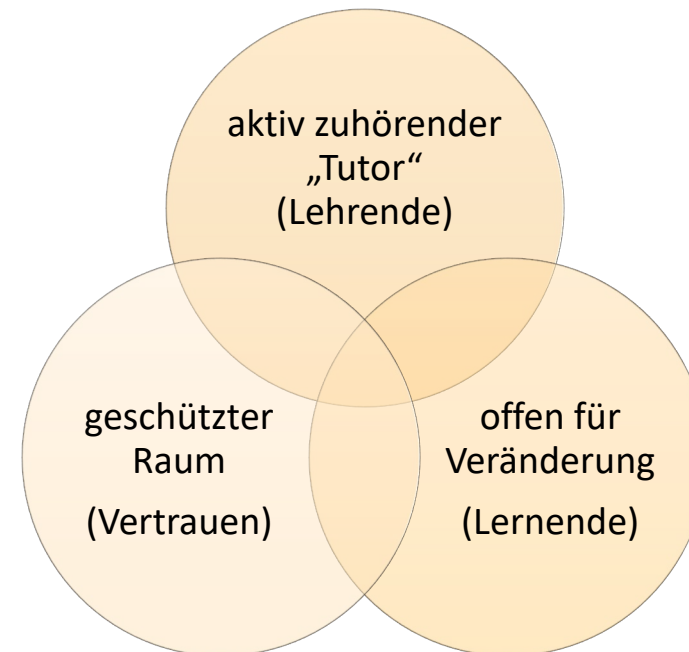 aktiv zuhörender
„Tutor“
(Lehrende)
geschützter
Raum
(Vertrauen)
offen für
Veränderung
(Lernende)